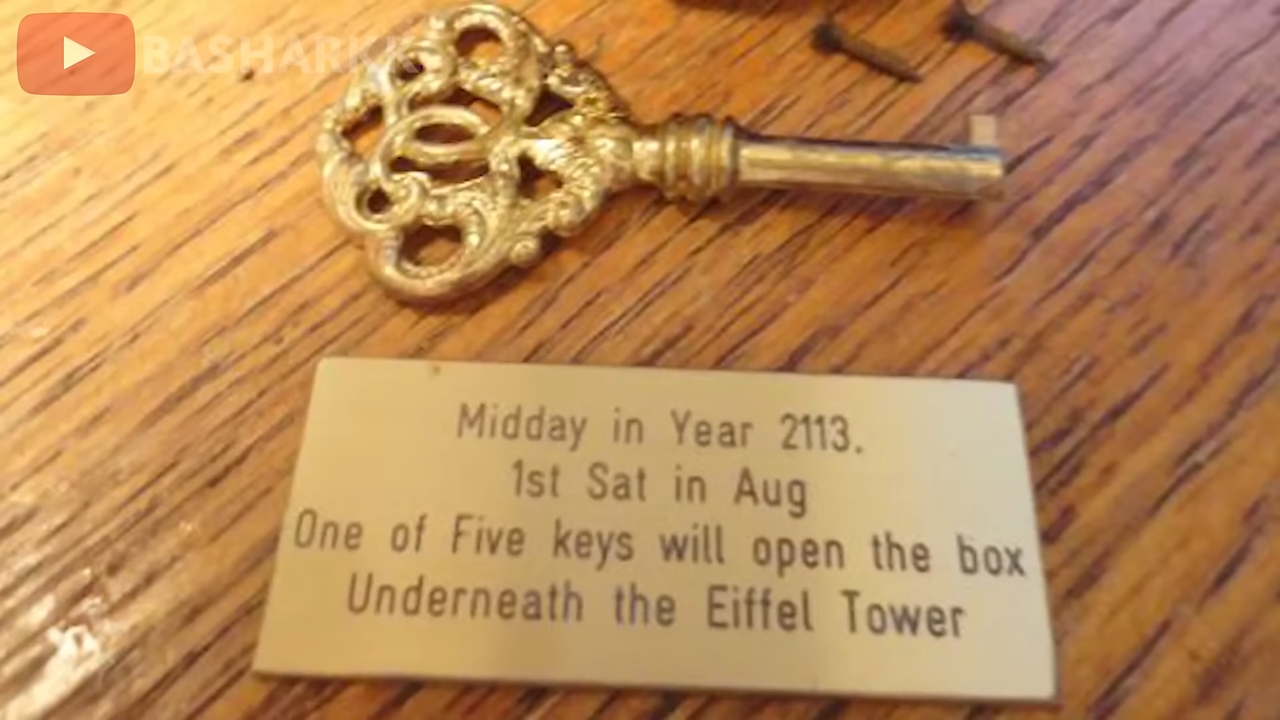 BASHARKK
Midday in Year 2113.
1st Sat in Aug
One of Five keys will open the box
Underneath the Eiffel Tower